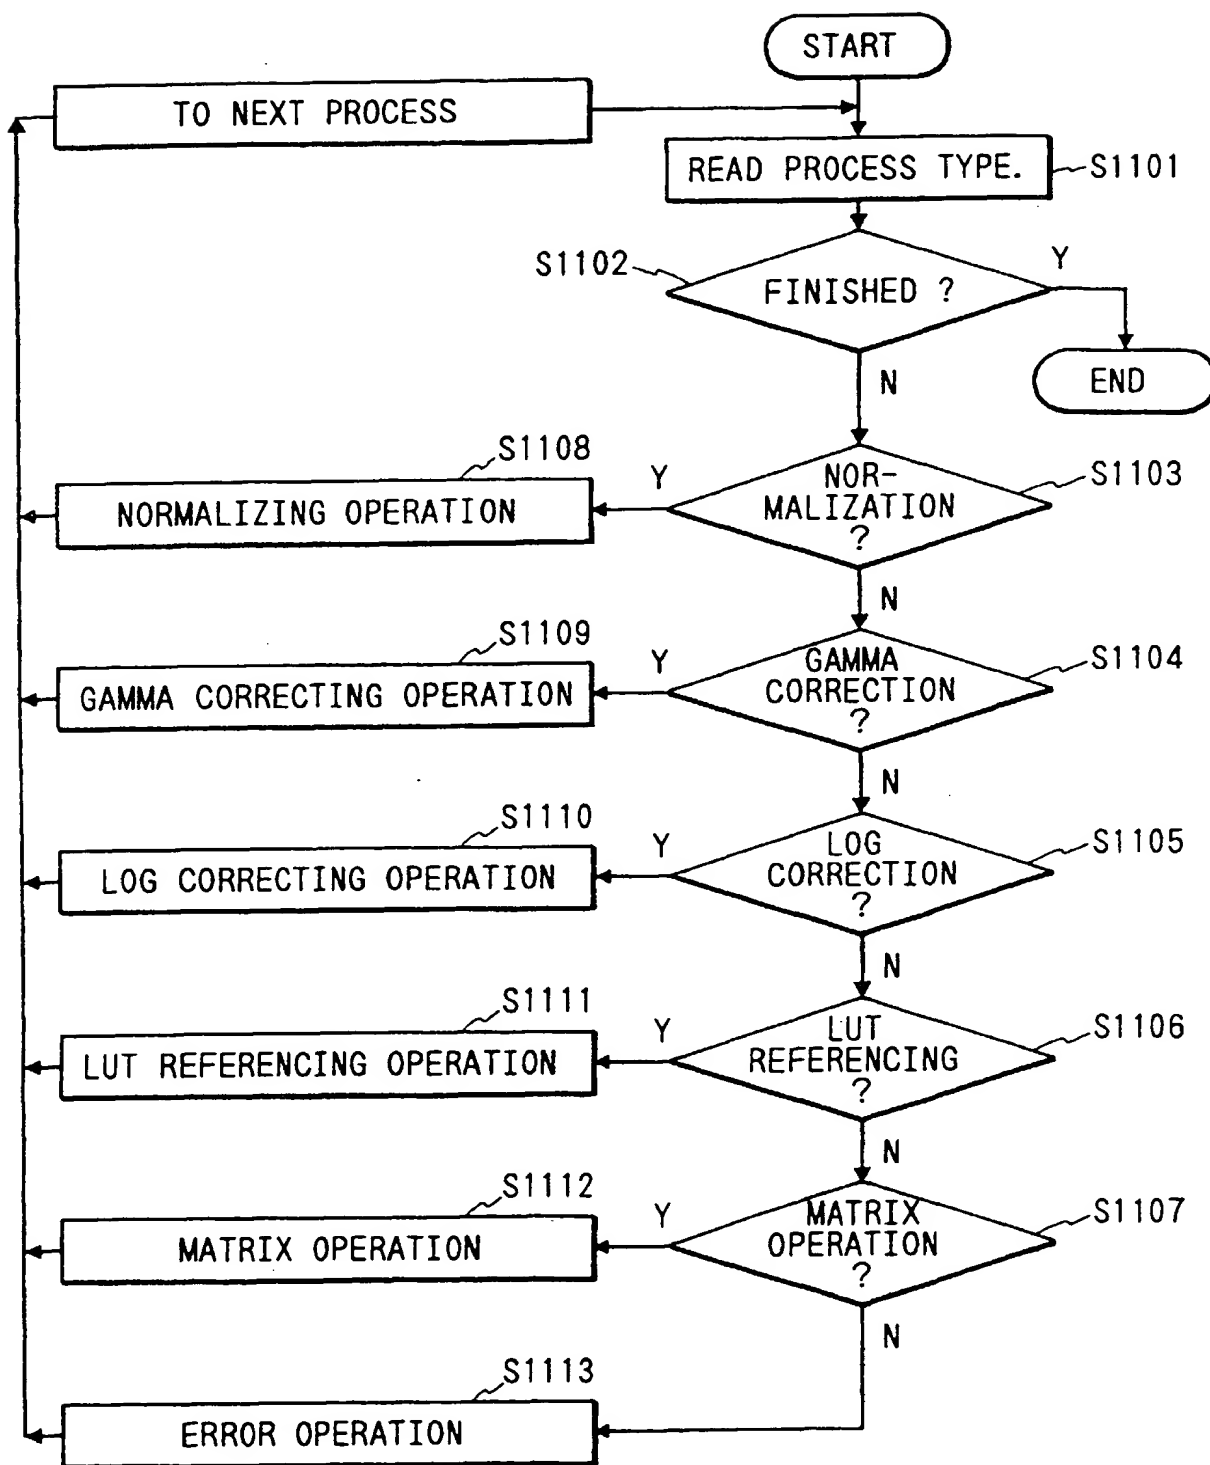 START
TO NEXT PROCESS
READ PROCESS TYPE.
S1101
S1102
FINISHED ?
Y
END
N
S1108
NORMALIZING OPERATION
Y
NOR-
MALIZATION
?
S1103
N
S1109
GAMMA CORRECTING OPERATION
Y
GAMMA
CORRECTION
?
S1104
N
S1110
LOG CORRECTING OPERATION
Y
LOG
CORRECTION
?
S1105
N
S1111
LUT REFERENCING OPERATION
Y
LUT
REFERENCING
?
S1106
N
S1112
MATRIX OPERATION
Y
MATRIX
OPERATION
?
S1107
N
S1113
ERROR OPERATION